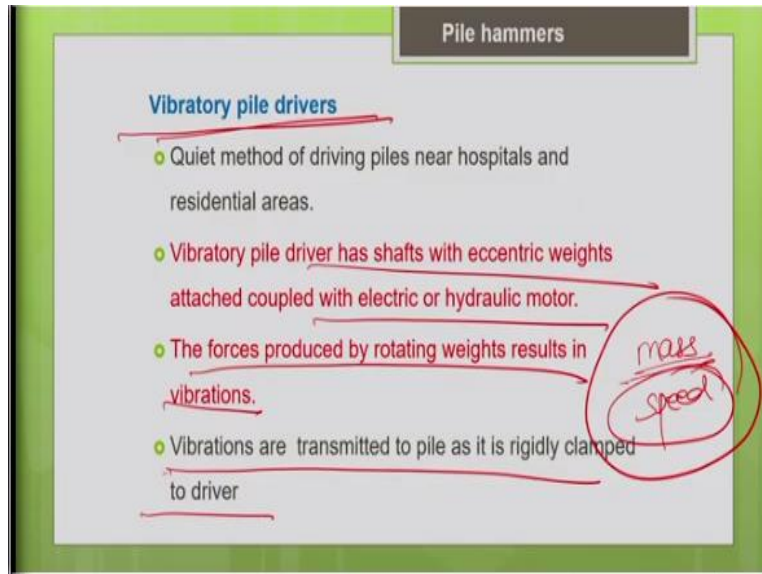 Pile hammers
Vibratory pile drivers
Quiet method of driving piles near hospitals and
residential areas.
Vibratory pile driver has shafts with eccentric weights
attached coupled with electric or hydraulic motor.
The forces produced by rotating weights results in
vibrations.
mass
speed
Vibrations are transmitted to pile as it is rigidly clamped
to driver